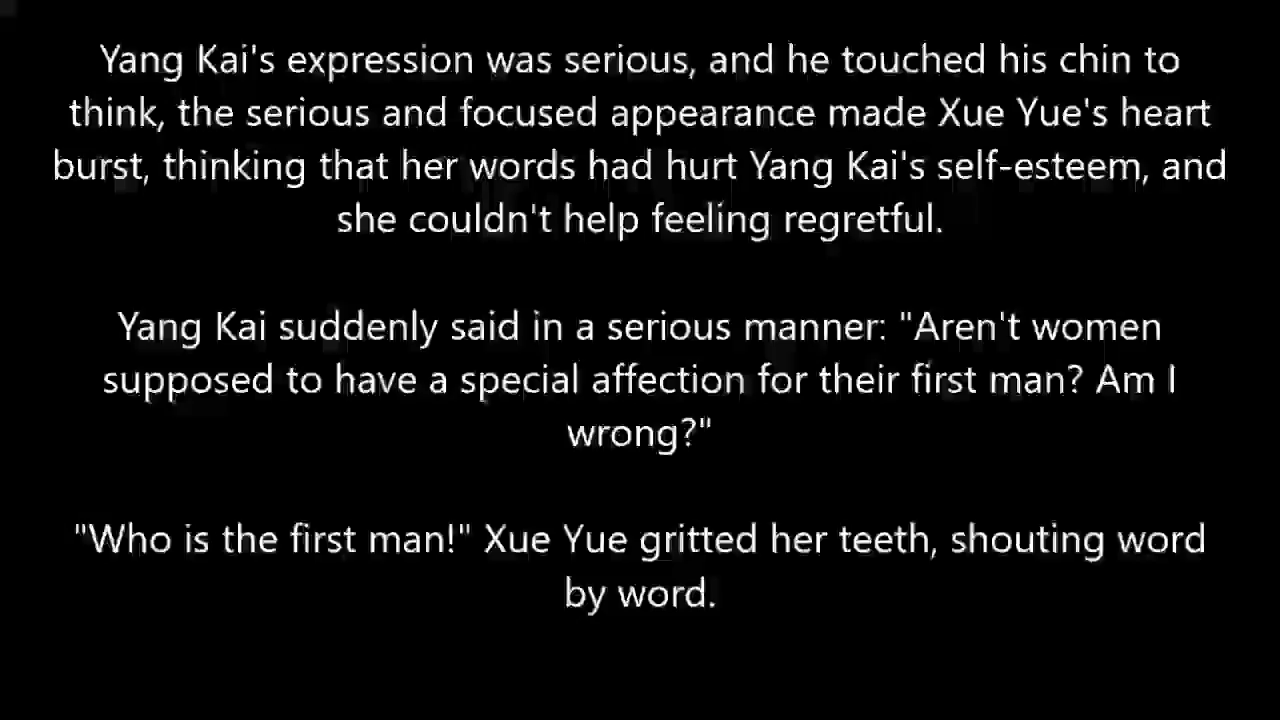 Yang Kai's expression was serious, and he touched his chin to
think, the serious and focused appearance made Xue Yue's heart
burst, thinking that her words had hurt Yang Kai's self-esteem, and
she couldn't help feeling regretful.
Yang Kai suddenly said in a serious manner: "Aren't women
supposed to have a special affection for their first man? Am I
wrong?"
"Who is the first man!" Xue Yue gritted her teeth, shouting word
by word.